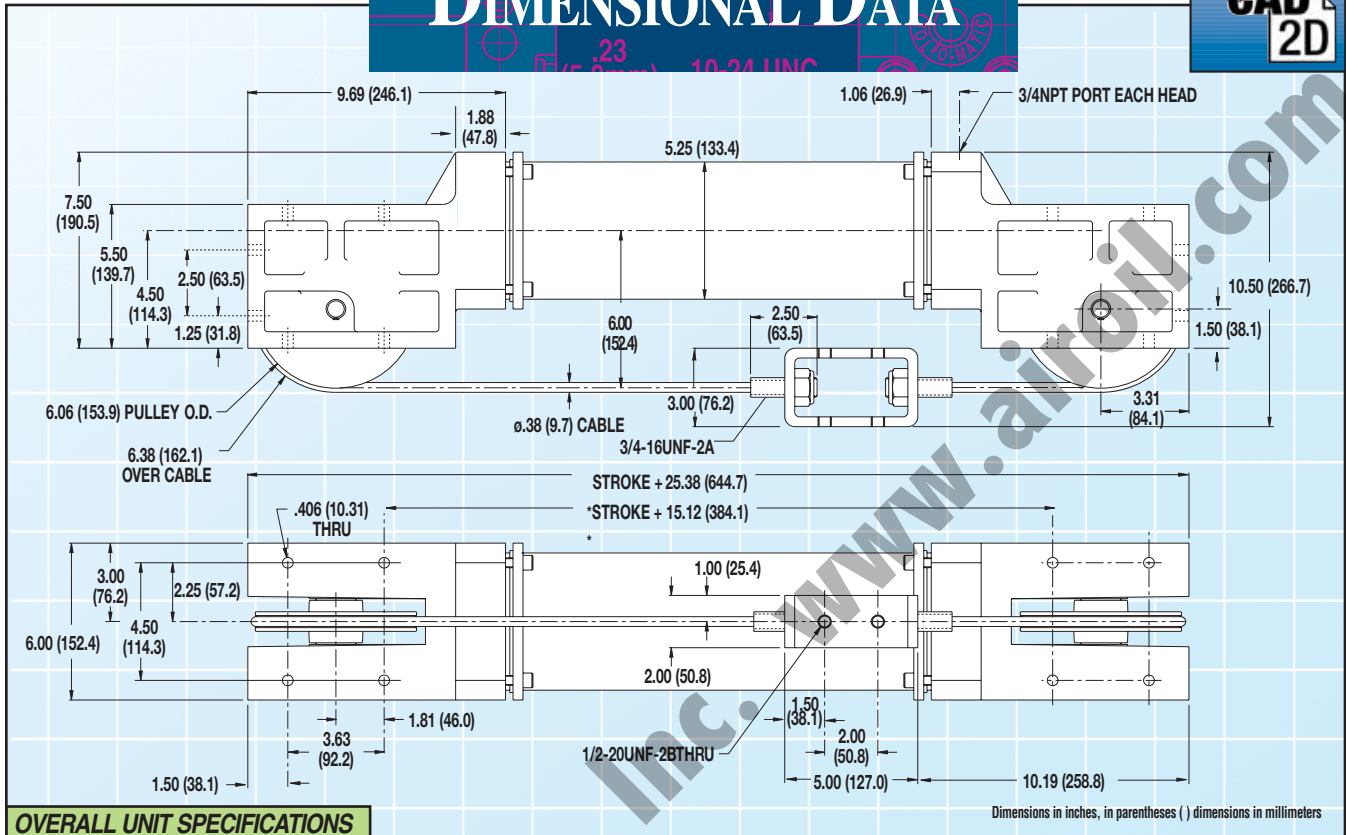 DIMENSIONAL DATA
CAD
2D
.23
10-24 UNC
9.69 (246.1)
1.88
(47.8)
5.25 (133.4)
1.06 (26.9)
3/4NPT PORT EACH HEAD
7.50
(190.5)
5.50
(139.7)
4.50
(114.3)
2.50 (63.5)
1.25 (31.8)
6.00
(152.4)
2.50
(63.5)
10.50 (266.7)
1.50 (38.1)
3.00 (76.2)
3.31
(84.1)
6.06 (153.9) PULLEY O.D.
6.38 (162.1)
OVER CABLE
ø.38 (9.7) CABLE
3/4-16UNF-2A
STROKE + 25.38 (644.7)
*STROKE + 15.12 (384.1)
*
.406 (10.31)
THRU
3.00
(76.2)
2.25 (57.2)
4.50
(114.3)
6.00 (152.4)
1.00 (25.4)
2.00 (50.8)
1.81 (46.0)
3.63
(92.2)
1.50 (38.1)
1.50
(38.1)
2.00
(50.8)
1/2-20UNF-2BTHRU
5.00 (127.0)
10.19 (258.8)
Inc. www.airoil.com
OVERALL UNIT SPECIFICATIONS
Dimensions in inches, in parentheses ( ) dimensions in millimeters